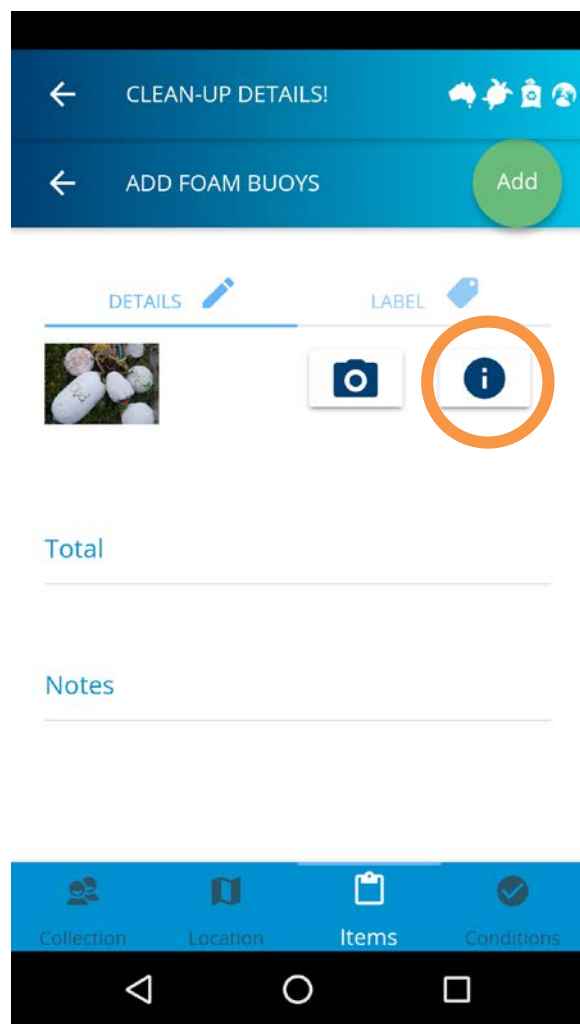 CLEAN-UP DETAILS!
ADD FOAM BUOYS Add
DETAILS LABEL
Total
Notes
Collection Location Items Conditions